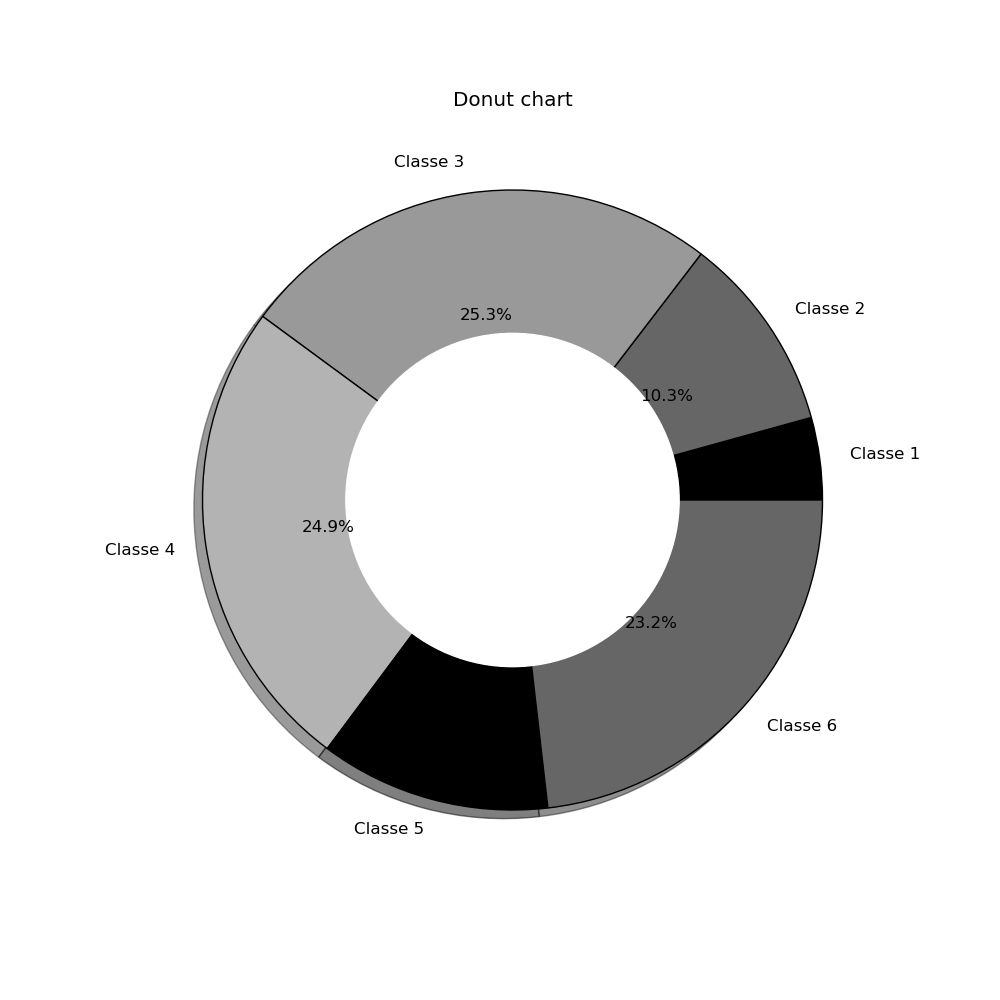 Donut chart
Classe 3
Classe 2
25.3%
10.3%
Classe 1
24.9%
Classe 4
23.2%
Classe 6
Classe 5